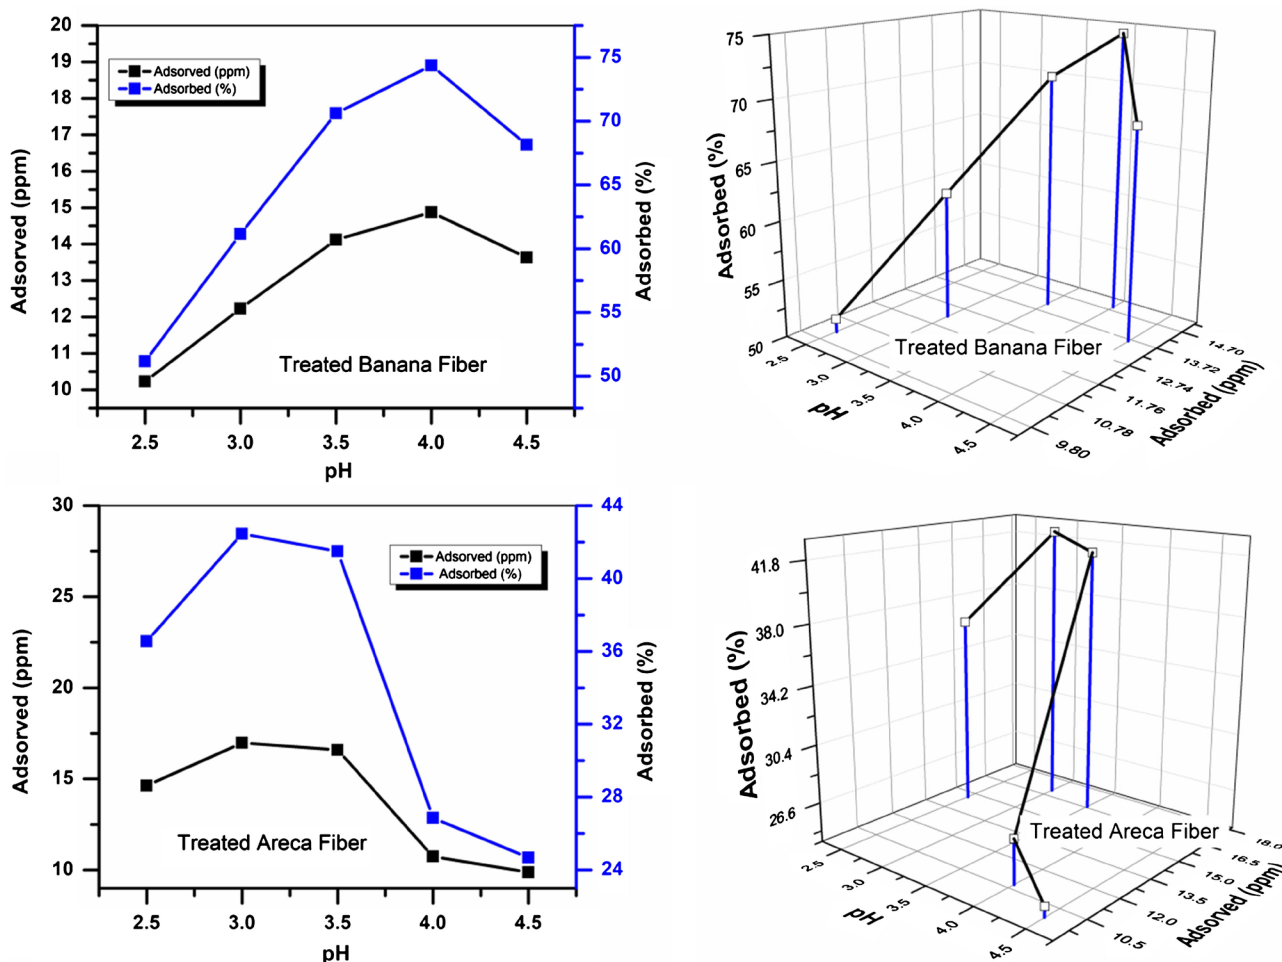 20
19
18
17
16
15
14
13
12
11
10
Adsorved (ppm)
Adsorved (ppm)
Adsorbed (%)
75
70
65
60
55
50
Adsorbed (%)
Treated Banana Fiber
2.5 3.0 3.5 4.0 4.5
pH
75
70
65
60
55
50
Adsorbed (%)
Treated Banana Fiber
2.5
3.0
3.5
4.0
4.5
pH
14.70
13.72
12.74
11.76
10.78
9.80
Adsorbed (ppm)
30
25
20
15
10
Adsorved (ppm)
Adsorved (ppm)
Adsorbed (%)
44
40
36
32
28
24
Adsorbed (%)
Treated Areca Fiber
2.5 3.0 3.5 4.0 4.5
pH
41.8
38.0
34.2
30.4
26.6
Adsorbed (%)
Treated Areca Fiber
2.5
3.0
3.5
4.0
4.5
pH
18.0
16.5
15.0
13.5
12.0
10.5
Adsorved (ppm)